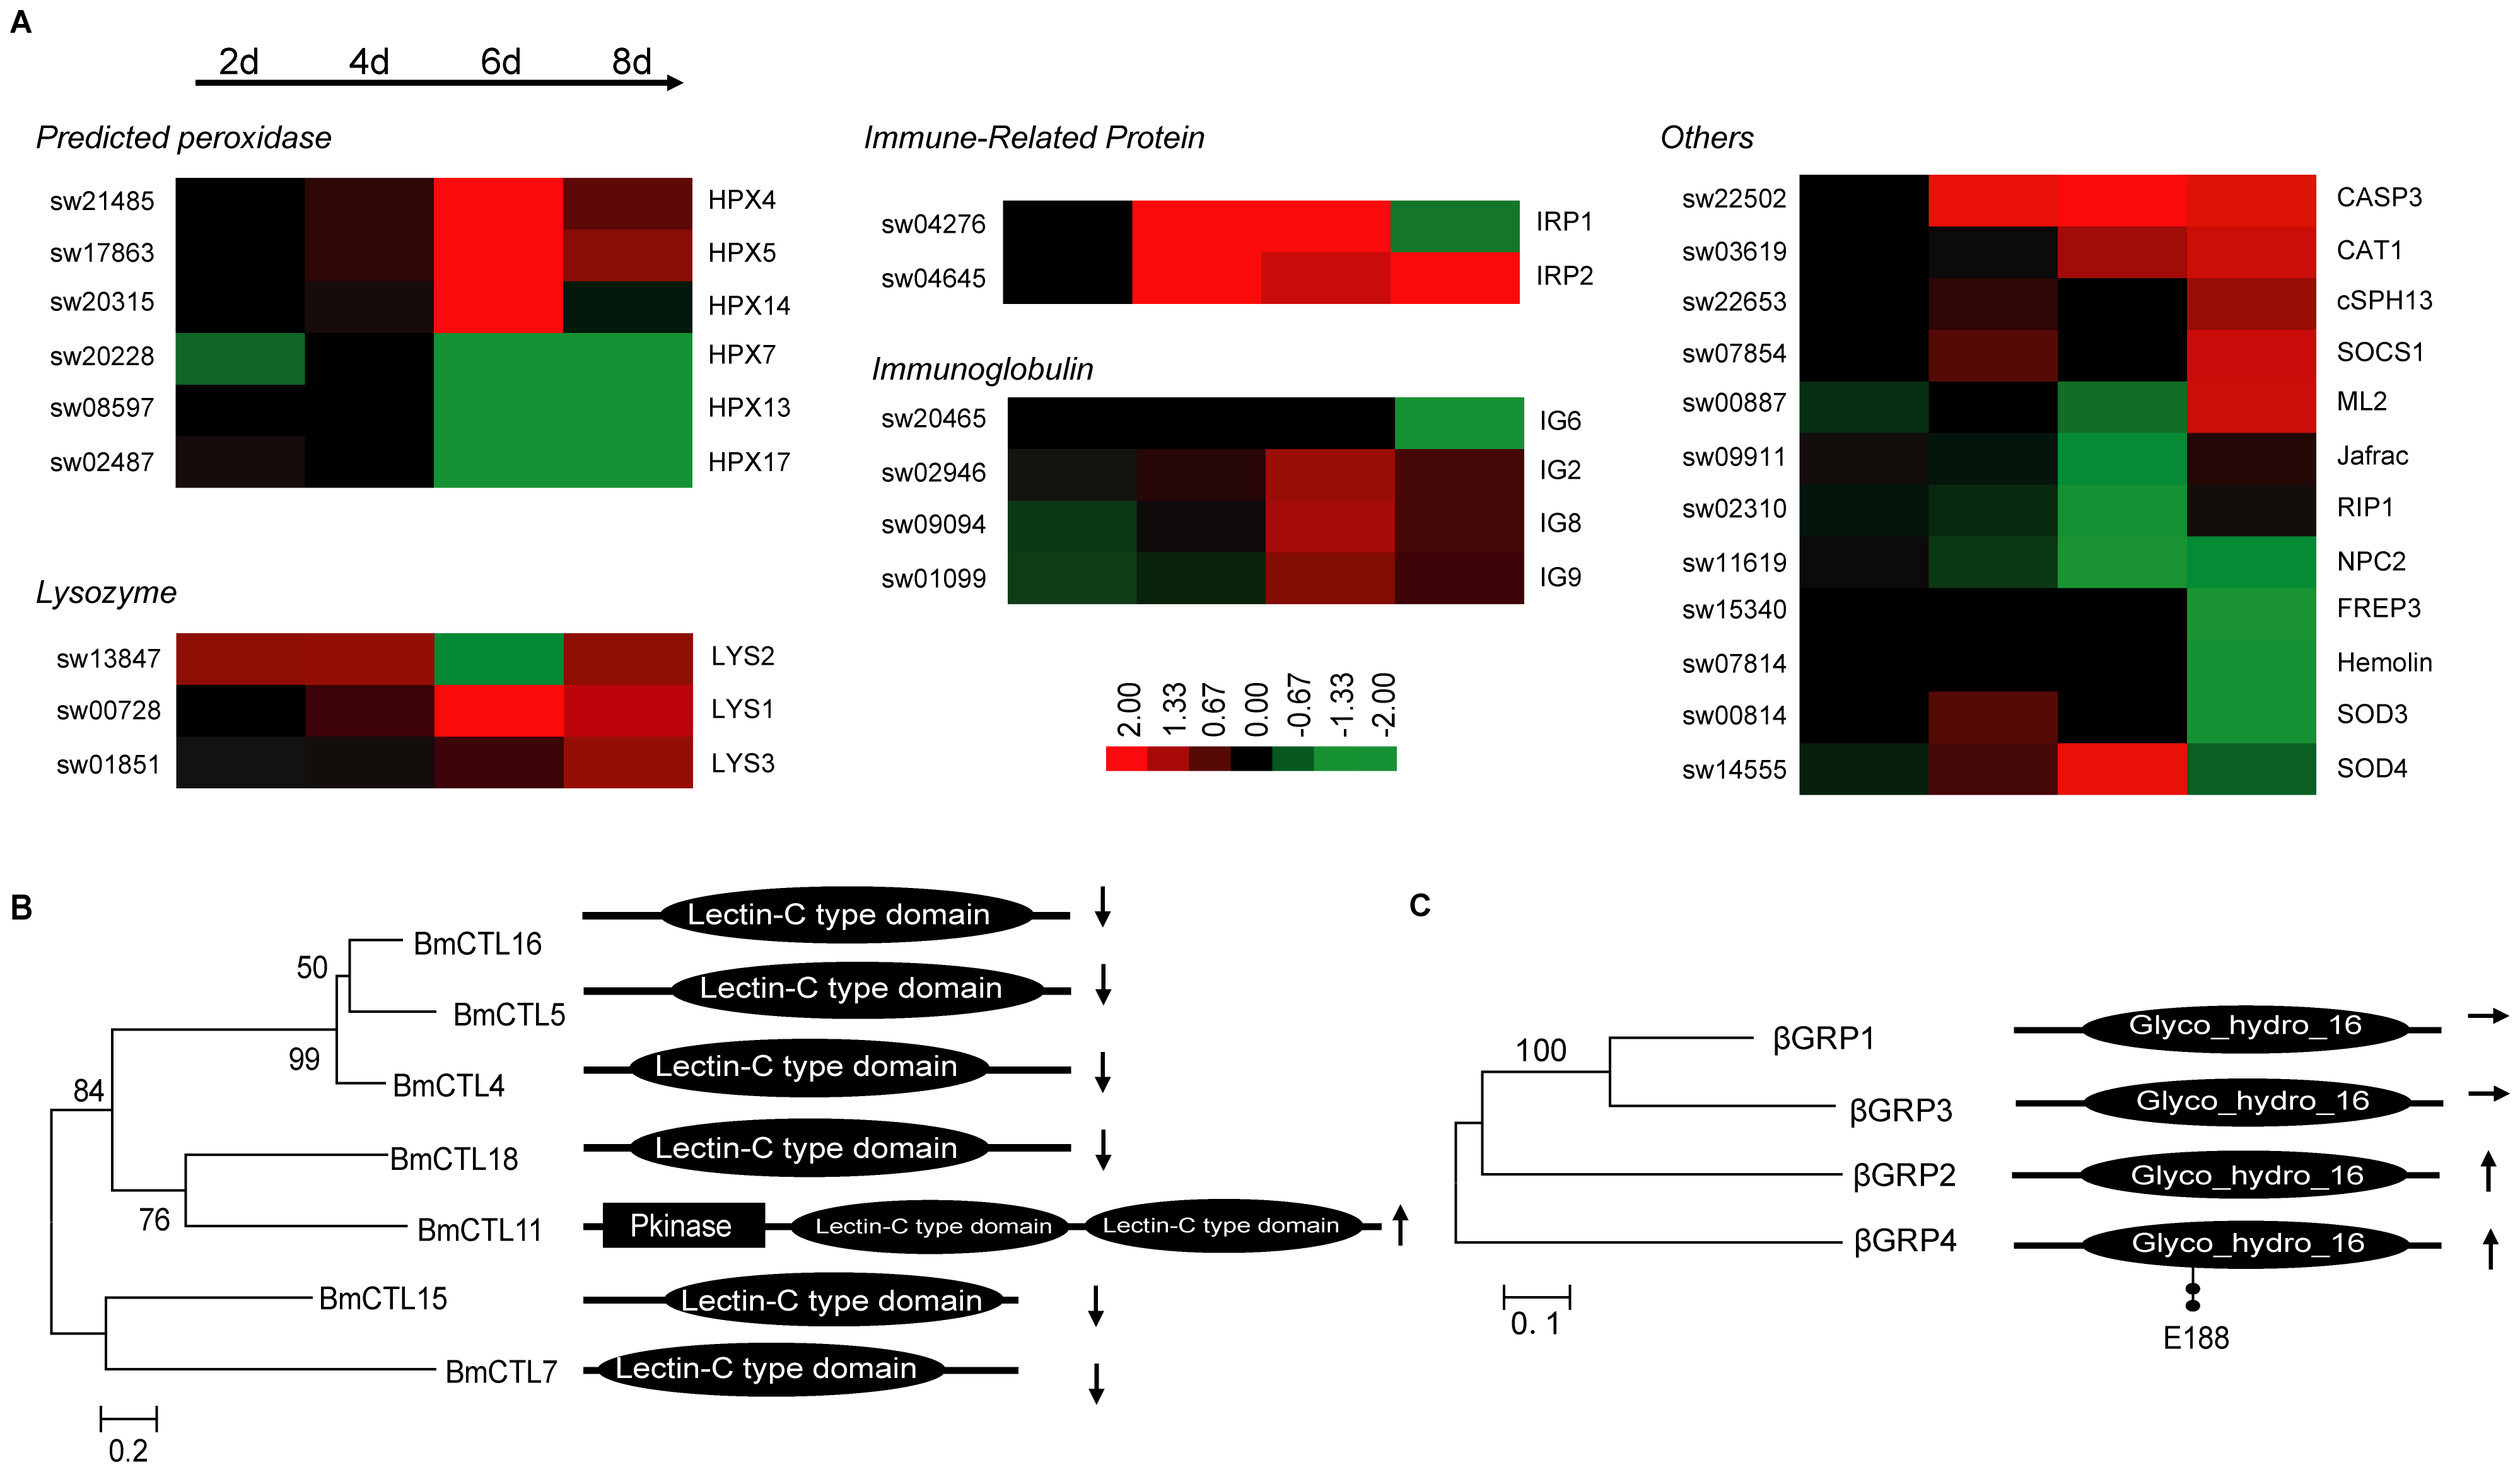 A
2d 4d 6d 8d
Predicted peroxidase
sw21485 HPX4
sw17863 HPX5
sw20315 HPX14
sw20228 HPX7
sw08597 HPX13
sw02487 HPX17
Lysozyme
sw13847 LYS2
sw00728 LYS1
sw01851 LYS3
Immune-Related Protein
sw04276 IRP1
sw04645 IRP2
Immunoglobulin
sw20465 IG6
sw02946 IG2
sw09094 IG8
sw01099 IG9
2.00 1.33 0.67 0.00 -0.67 -1.33 -2.00
Others
sw22502 CASP3
sw03619 CAT1
sw22653 cSPH13
sw07854 SOCS1
sw00887 ML2
sw09911 Jafrac
sw02310 RIP1
sw11619 NPC2
sw15340 FREP3
sw07814 Hemolin
sw00814 SOD3
sw14555 SOD4
B
50
99
84
76
BmCTL16 Lectin-C type domain
BmCTL5 Lectin-C type domain
BmCTL4 Lectin-C type domain
BmCTL18 Lectin-C type domain
BmCTL11 Pkinase Lectin-C type domain Lectin-C type domain
BmCTL15 Lectin-C type domain
BmCTL7 Lectin-C type domain
0.2
C
100
βGRP1 Glyco_hydro_16
βGRP3 Glyco_hydro_16
βGRP2 Glyco_hydro_16
βGRP4 Glyco_hydro_16
E188
0.1